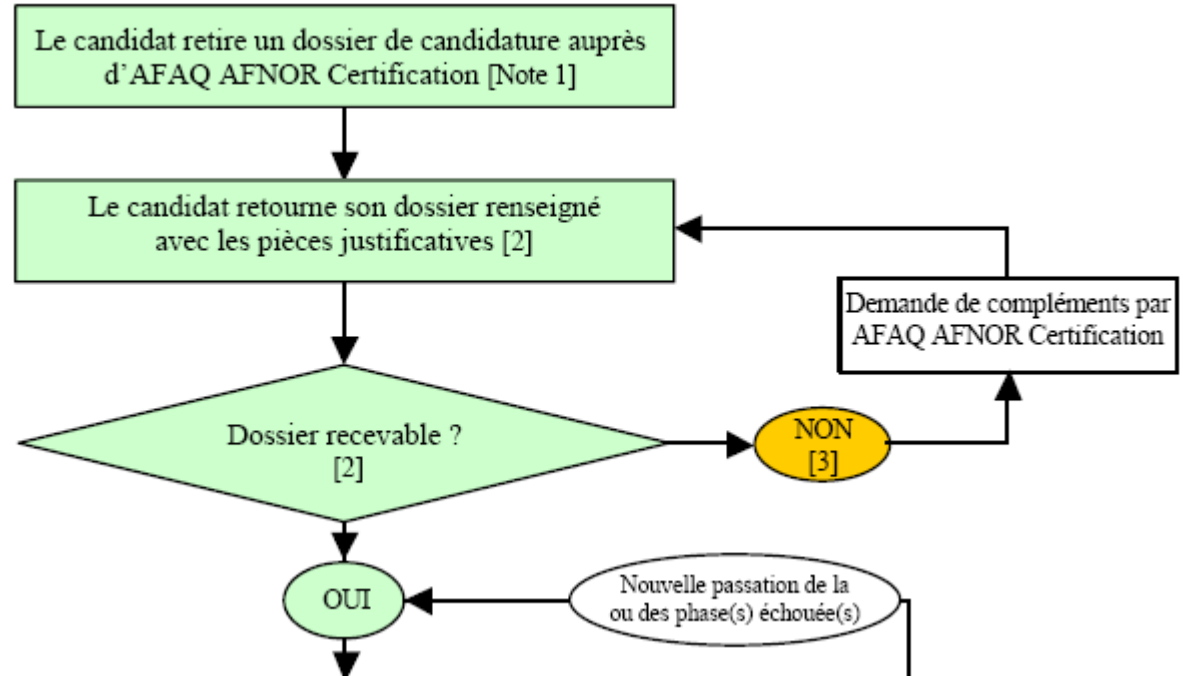 Le candidat retire un dossier de candidature auprès
d'AFAQ AFNOR Certification [Note 1]
Le candidat retourne son dossier renseigné
avec les pièces justificatives [2]
Demande de compléments par
AFAQ AFNOR Certification
Dossier recevable ?
[2]
NON
[3]
OUI
Nouvelle passation de la
ou des phase(s) échouée(s)